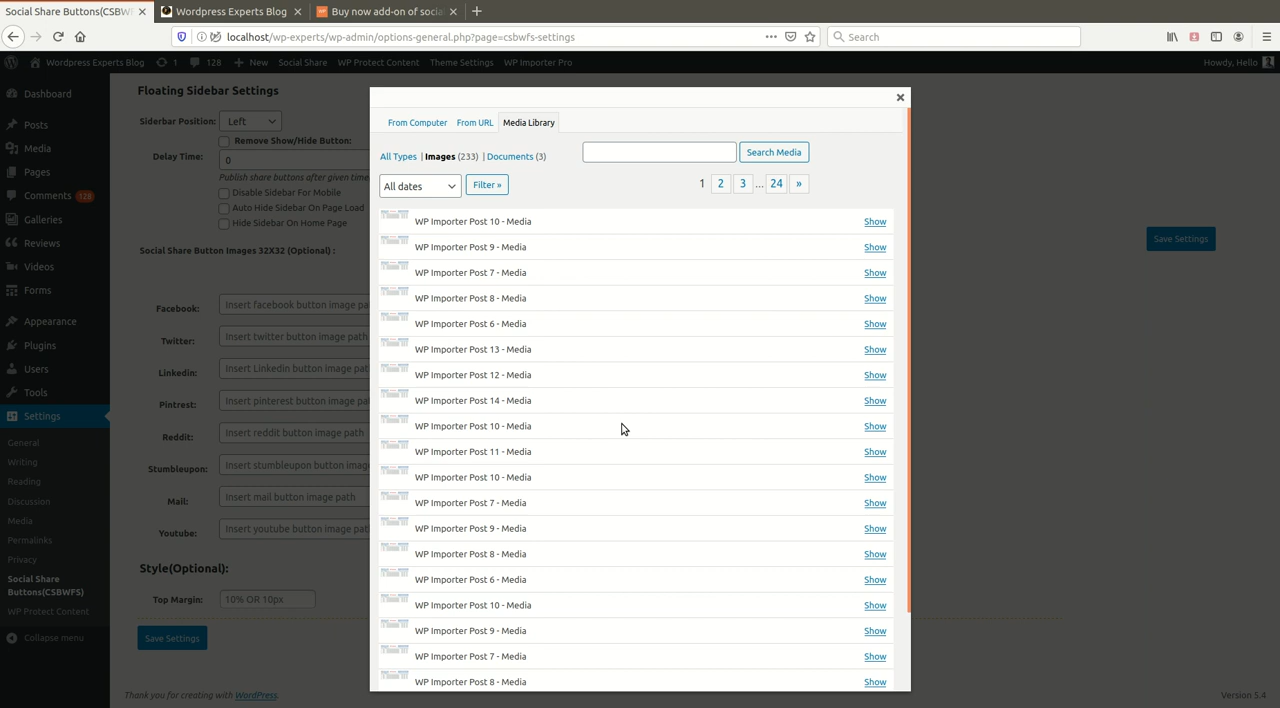 Social Share Buttons(CSBWF
Wordpress Experts Blog
Buy now add-on of socia
localhost/wp-experts/wp-admin/options-general.php?page=csbwfs-settings
Search
Wordpress Experts Blog 1 128 + New Social Share WP Protect Content Theme Settings WP Importer Pro Howdy, Hello
Dashboard
Posts
Media
Pages
Comments 128
Galleries
Reviews
Videos
Forms
Appearance
Plugins
Users
Tools
Settings
General
Writing
Reading
Discussion
Media
Permalinks
Privacy
Social Share
Buttons(CSBWFS)
WP Protect Content
Collapse menu
Floating Sidebar Settings
Siderbar Position: Left
Remove Show/Hide Button:
Delay Time: 0
Publish share buttons after given time
Disable Sidebar For Mobile
Auto Hide Sidebar On Page Load
Hide Sidebar On Home Page
Social Share Button Images 32X32 (Optional) :
Facebook: Insert facebook button image path
Twitter: Insert twitter button image path
Linkedin: Insert Linkedin button image path
Pintrest: Insert pinterest button image path
Reddit: Insert reddit button image path
Stumbleupon: Insert stumbleupon button imag
Mail: Insert mail button image path
Youtube: Insert youtube button image pat
Style(Optional):
Top Margin: 10% OR 10px
Save Settings
Thank you for creating with WordPress.
Save Settings
Version 5.4
From Computer From URL Media Library
All Types | Images (233) | Documents (3)
Search Media
All dates Filter »
1 2 3 ... 24 »
WP Importer Post 10 - Media Show
WP Importer Post 9 - Media Show
WP Importer Post 7 - Media Show
WP Importer Post 8 - Media Show
WP Importer Post 6 - Media Show
WP Importer Post 13 - Media Show
WP Importer Post 12 - Media Show
WP Importer Post 14 - Media Show
WP Importer Post 10 - Media Show
WP Importer Post 11 - Media Show
WP Importer Post 10 - Media Show
WP Importer Post 7 - Media Show
WP Importer Post 9 - Media Show
WP Importer Post 8 - Media Show
WP Importer Post 6 - Media Show
WP Importer Post 10 - Media Show
WP Importer Post 9 - Media Show
WP Importer Post 7 - Media Show
WP Importer Post 8 - Media Show